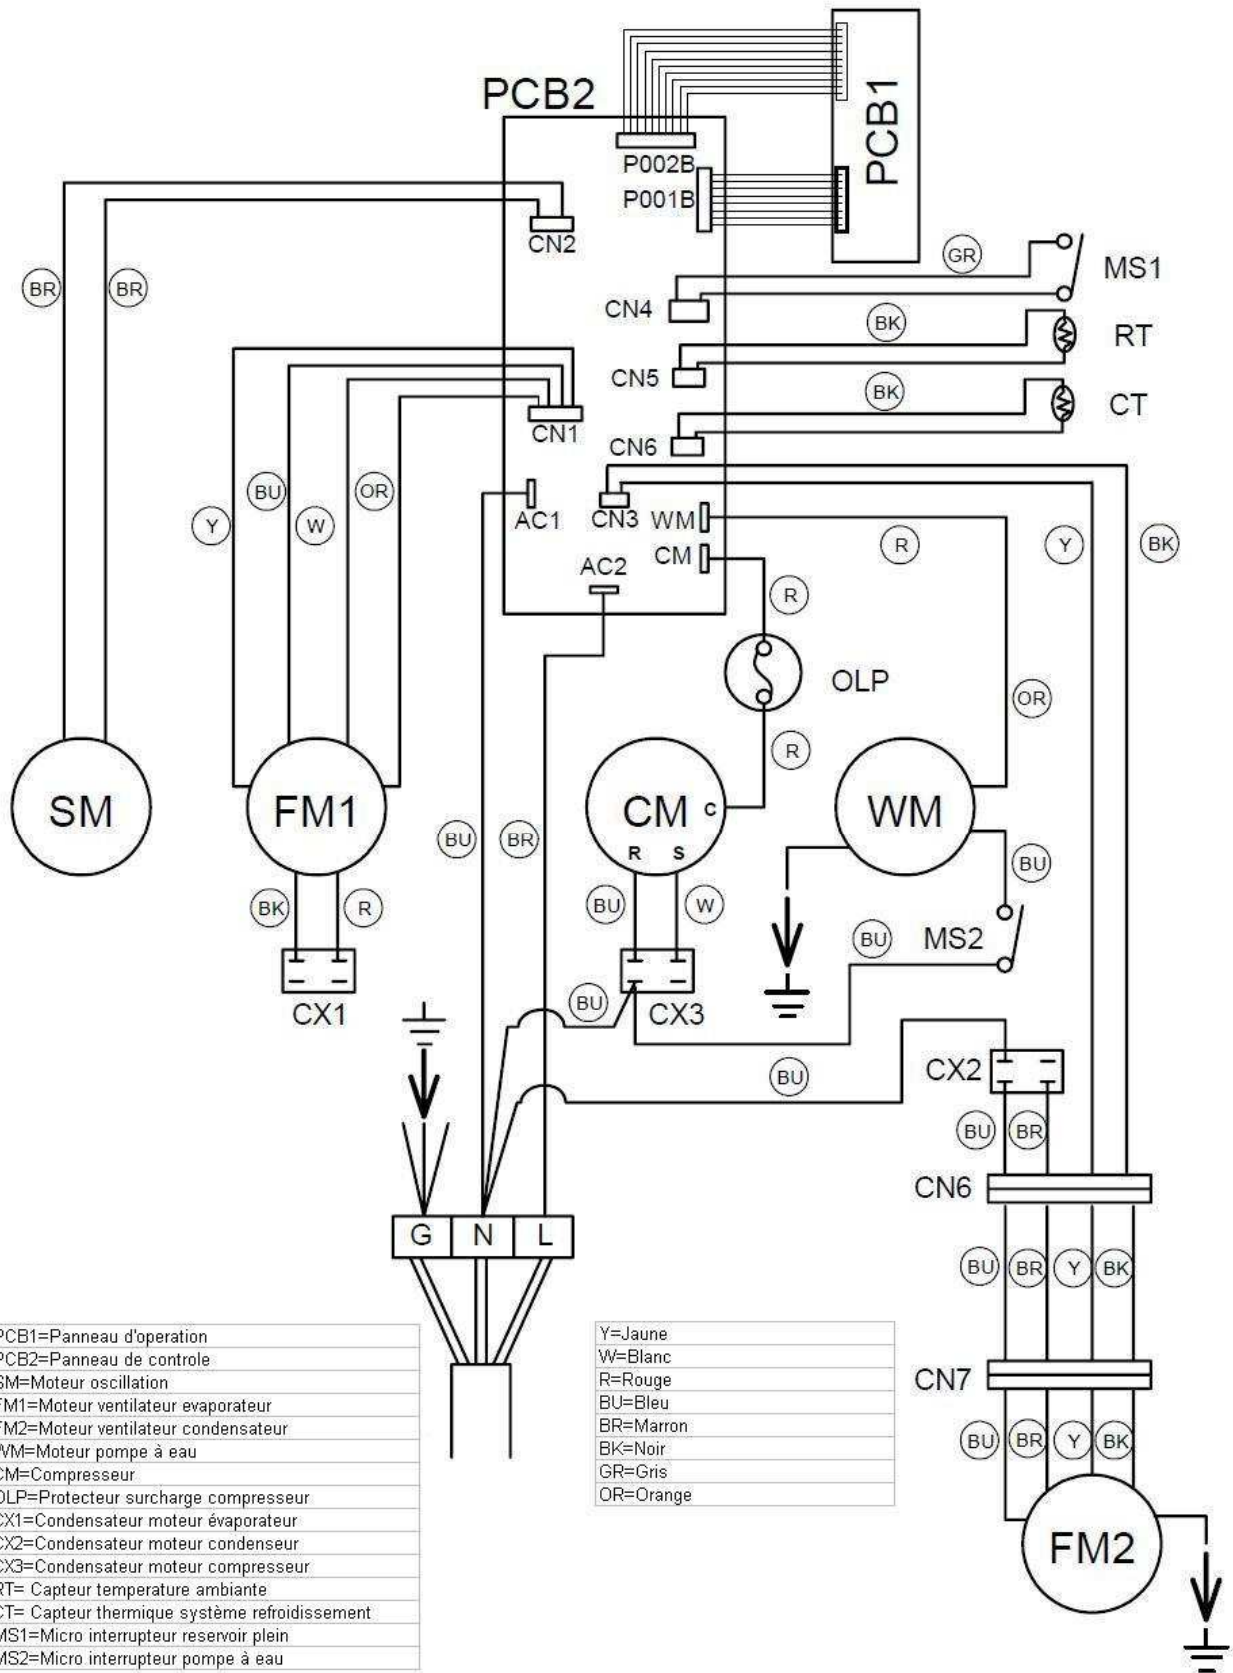 PCB2
PCB1
P002B
P001B
CN2
BR
BR
GR
MS1
CN4
BK
RT
CN5
BK
CT
CN6
CN1
BU
OR
Y
W
AC1
CN3
WM
R
Y
BK
CM
AC2
R
OLP
OR
R
SM
FM1
CM
C
R
S
WM
BU
BR
BU
BK
R
BU
W
BU
MS2
CX1
BU
CX3
CX2
BU
BU
BR
CN6
G
N
L
BU
BR
Y
BK
CN7
BU
BR
Y
BK
FM2
PCB1=Panneau d'operation
PCB2=Panneau de controle
SM=Moteur oscillation
FM1=Moteur ventilateur evaporateur
FM2=Moteur ventilateur condensateur
WM=Moteur pompe à eau
CM=Compresseur
OLP=Protecteur surcharge compresseur
CX1=Condensateur moteur évaporateur
CX2=Condensateur moteur condenseur
CX3=Condensateur moteur compresseur
RT= Capteur temperature ambiante
CT= Capteur thermique système refroidissement
MS1=Micro interrupteur reservoir plein
MS2=Micro interrupteur pompe à eau
Y=Jaune
W=Blanc
R=Rouge
BU=Bleu
BR=Marron
BK=Noir
GR=Gris
OR=Orange